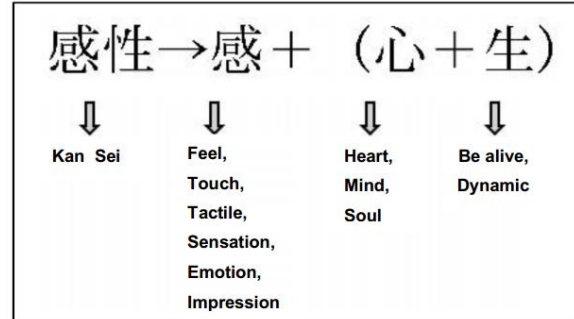 感性→感＋（心＋生）
Kan Sei
Feel,
Touch,
Tactile,
Sensation,
Emotion,
Impression
Heart,
Mind,
Soul
Be alive,
Dynamic